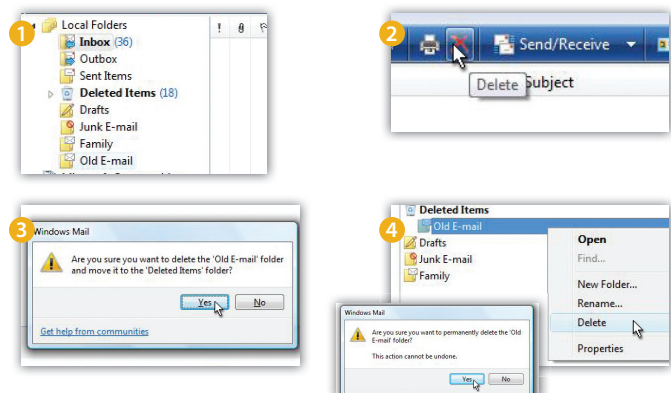 1
Local Folders
!
Inbox (36)
Outbox
Sent Items
Deleted Items (18)
Drafts
Junk E-mail
Family
Old E-mail
2
Send/Receive
Delete
Subject
3
Windows Mail
Are you sure you want to delete the 'Old E-mail' folder
and move it to the 'Deleted Items' folder?
Yes
No
Get help from communities
4
Deleted Items
Old E-mail
Drafts
Junk E-mail
Family
Open
Find...
New Folder...
Rename...
Delete
Properties
Windows Mail
Are you sure you want to permanently delete the 'Old
E-mail' folder?
This action cannot be undone.
Yes
No